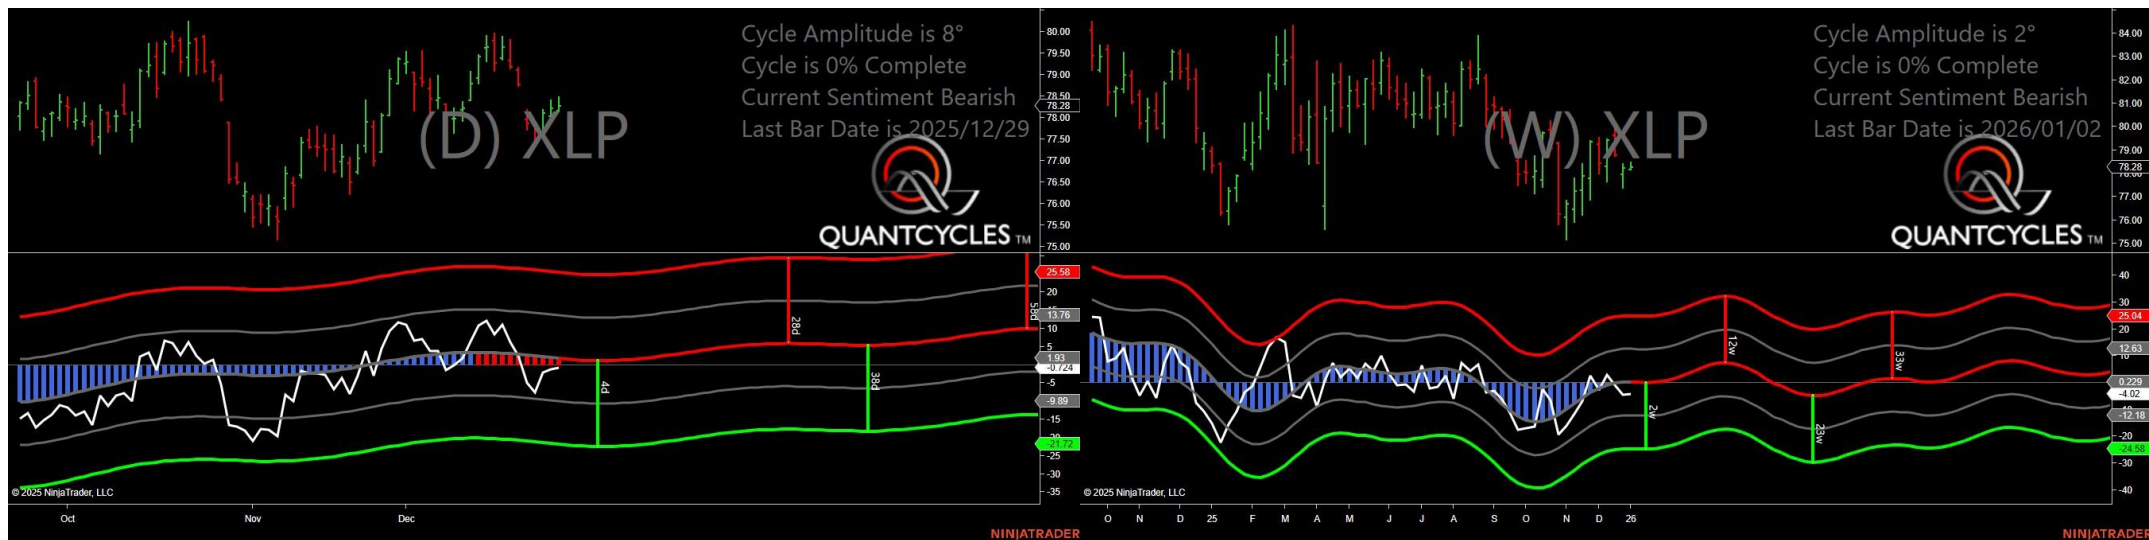 Cycle Amplitude is 8°
Cycle is 0% Complete
Current Sentiment Bearish
Last Bar Date is 2025/12/29
(D) XLP
QUANTCYCLES TM
80.00
79.50
79.00
78.50
78.28
78.00
77.50
77.00
76.50
76.00
75.50
75.00
25.58
20
13.76
10
5
1.93
-0.724
-5
-9.89
-15
-21.72
-25
-30
-35
4d
28d
38d
58d
© 2025 NinjaTrader, LLC
Oct
Nov
Dec
NINJATRADER
Cycle Amplitude is 2°
Cycle is 0% Complete
Current Sentiment Bearish
Last Bar Date is 2026/01/02
(W) XLP
QUANTCYCLES TM
84.00
83.00
82.00
81.00
80.00
79.00
78.28
77.00
76.00
75.00
40
30
25.04
20
12.63
0.229
-4.02
-12.18
-20
-24.58
-30
-40
2w
12w
23w
33w
© 2025 NinjaTrader, LLC
O N D 25 F M A M J J A S O N D 26
NINJATRADER